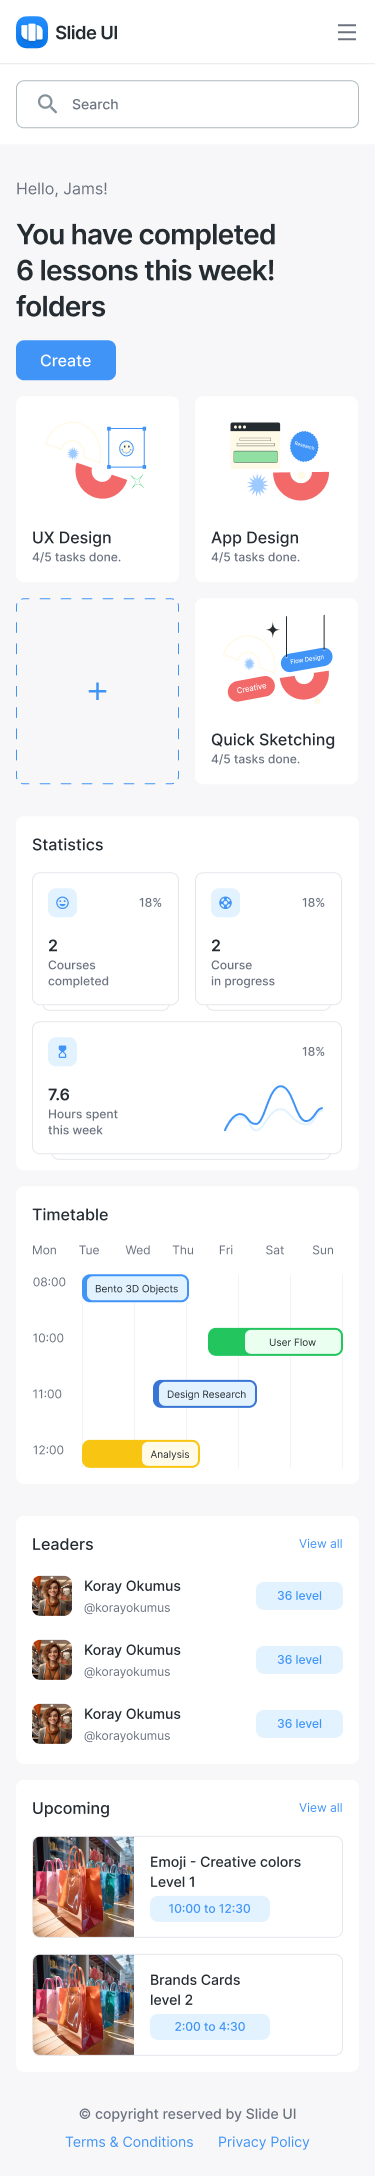 Slide UI
Search
Hello, Jams!
You have completed
6 lessons this week!
folders
Create
Research
UX Design
4/5 tasks done.
App Design
4/5 tasks done.
+
Flow Design
Creative
Quick Sketching
4/5 tasks done.
Statistics
18%
2
Courses
completed
18%
2
Course
in progress
18%
7.6
Hours spent
this week
Timetable
Mon Tue Wed Thu Fri Sat Sun
08:00 Bento 3D Objects
10:00 User Flow
11:00 Design Research
12:00 Analysis
Leaders View all
Koray Okumus
@korayokumus
36 level
Koray Okumus
@korayokumus
36 level
Koray Okumus
@korayokumus
36 level
Upcoming View all
Emoji - Creative colors
Level 1
10:00 to 12:30
Brands Cards
level 2
2:00 to 4:30
© copyright reserved by Slide UI
Terms & Conditions Privacy Policy